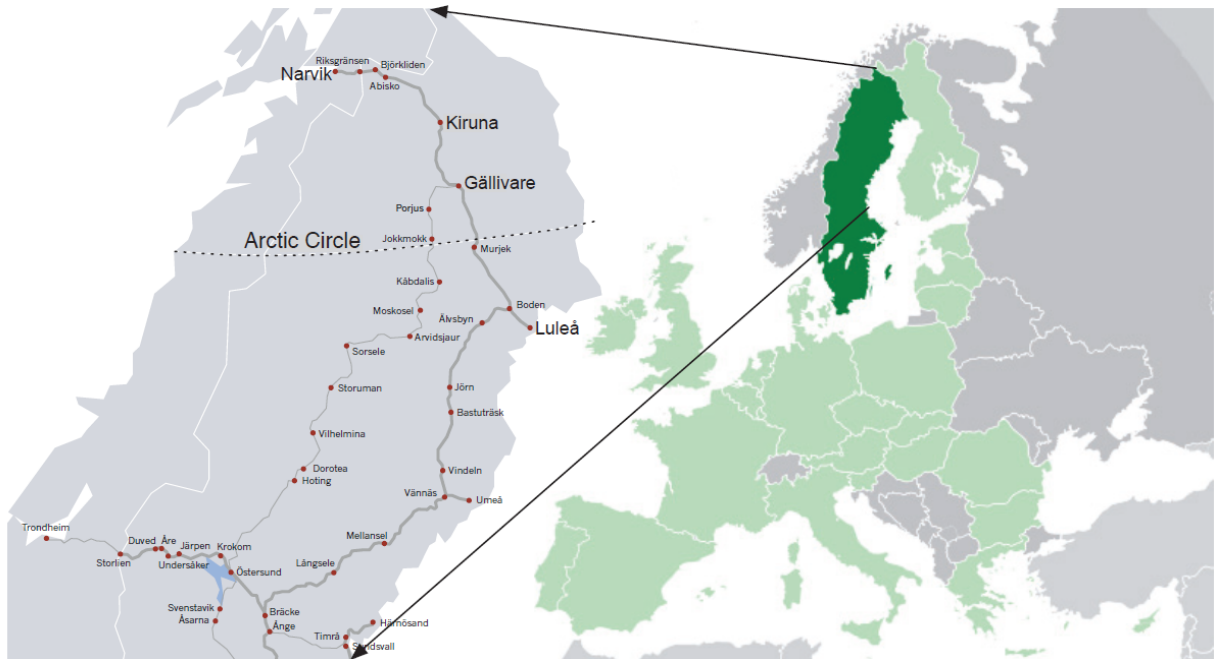 Riksgränsen
Björkliden
Narvik
Abisko
Kiruna
Gällivare
Porjus
Arctic Circle
Jokkmokk
Murjek
Kåbdalis
Moskosel
Boden
Älvsbyn
Luleå
Arvidsjaur
Sorsele
Storuman
Jörn
Bastuträsk
Vilhelmina
Dorotea
Hoting
Vindeln
Vännäs
Umeå
Trondheim
Duved
Åre
Järpen
Krokom
Mellansel
Storlien
Undersåker
Östersund
Långsele
Svenstavik
Åsarna
Bräcke
Ånge
Timrå
Härnösand